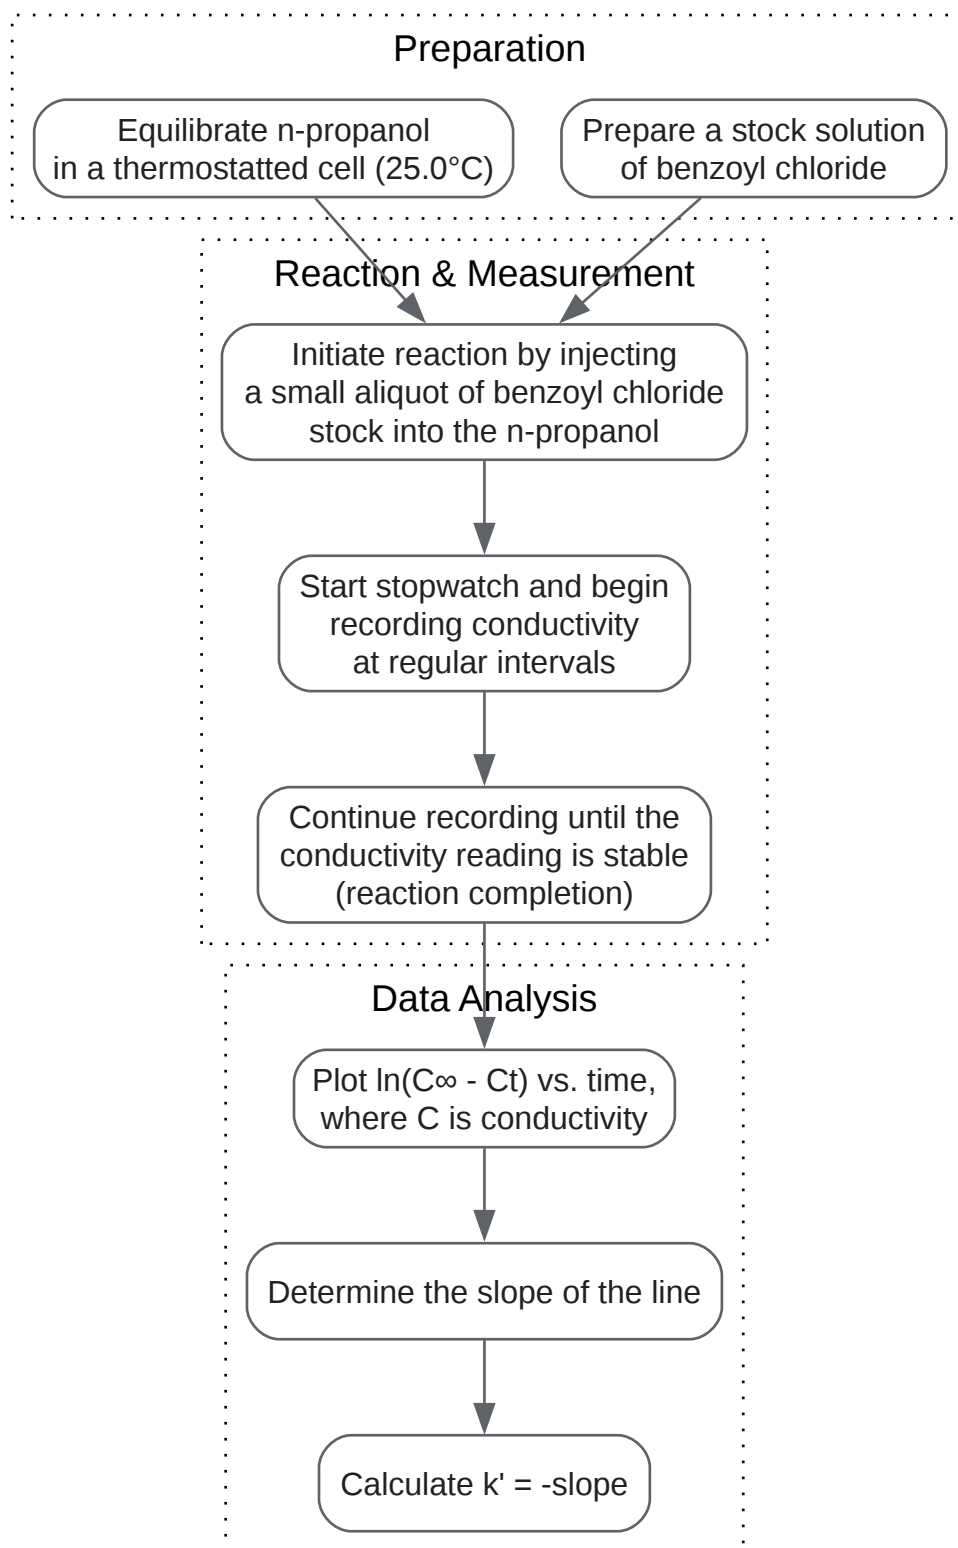 Preparation
Equilibrate n-propanol
in a thermostatted cell (25.0°C)
Prepare a stock solution
of benzoyl chloride
Reaction & Measurement
Initiate reaction by injecting
a small aliquot of benzoyl chloride
stock into the n-propanol
Start stopwatch and begin
recording conductivity
at regular intervals
Continue recording until the
conductivity reading is stable
(reaction completion)
Data Analysis
Plot ln(C∞ - Ct) vs. time,
where C is conductivity
Determine the slope of the line
Calculate k' = -slope